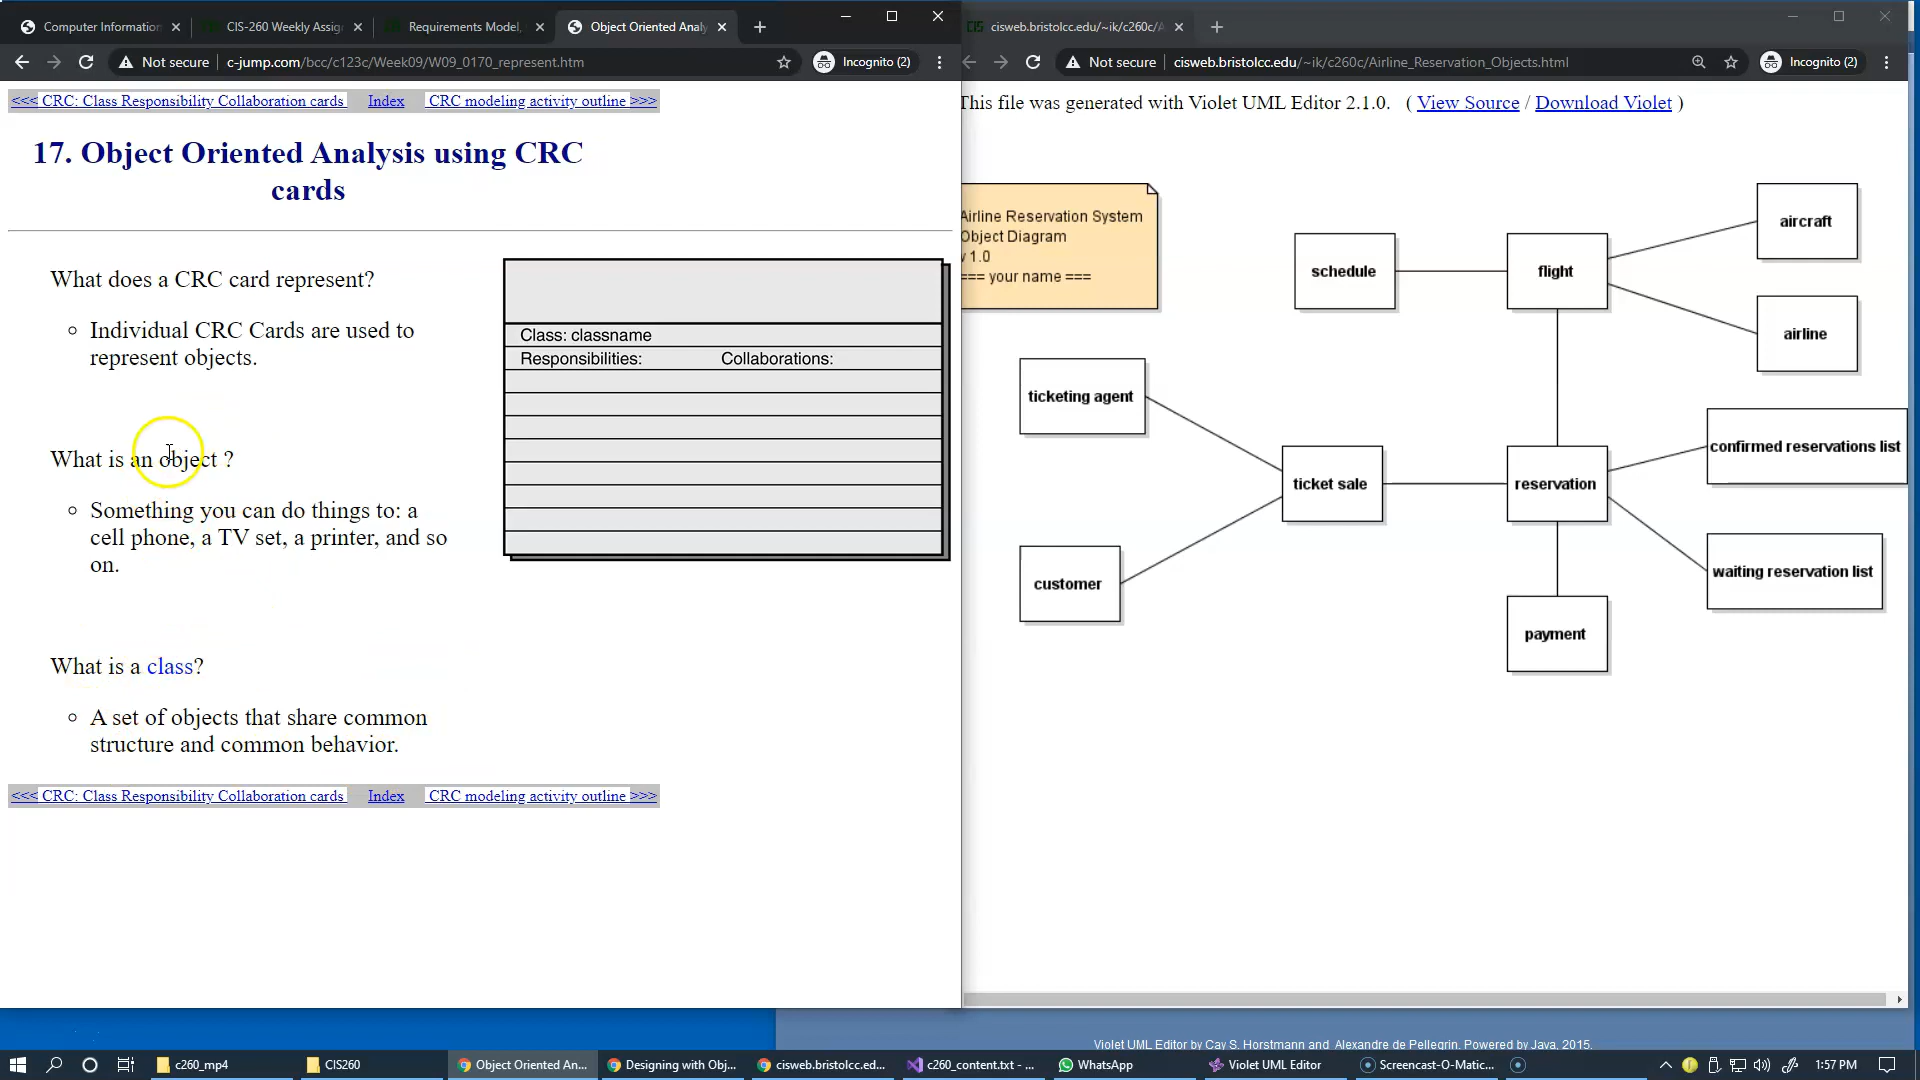 Computer Information
CIS-260 Weekly Assig
Requirements Model,
Object Oriented Analy
Not secure
c-jump.com/bcc/c123c/Week09/W09_0170_represent.htm
Incognito (2)
<<< CRC: Class Responsibility Collaboration cards Index CRC modeling activity outline >>>
17. Object Oriented Analysis using CRC
cards
What does a CRC card represent?
Individual CRC Cards are used to
represent objects.
What is an object ?
Something you can do things to: a
cell phone, a TV set, a printer, and so
on.
What is a class?
A set of objects that share common
structure and common behavior.
Class: classname
Responsibilities: Collaborations:
<<< CRC: Class Responsibility Collaboration cards Index CRC modeling activity outline >>>
CIS cisweb.bristolcc.edu/~ik/c260c/A
Not secure
cisweb.bristolcc.edu/~ik/c260c/Airline_Reservation_Objects.html
Incognito (2)
This file was generated with Violet UML Editor 2.1.0. ( View Source / Download Violet )
Airline Reservation System
Object Diagram
v 1.0
=== your name ===
schedule
flight
aircraft
airline
ticketing agent
confirmed reservations list
ticket sale
reservation
customer
waiting reservation list
payment
Violet UML Editor by Cay S. Horstmann and Alexandre de Pellegrin. Powered by Java, 2015.
c260_mp4
CIS260
Object Oriented An...
Designing with Obj...
cisweb.bristolcc.ed...
c260_content.txt - ...
WhatsApp
Violet UML Editor
Screencast-O-Matic...
1:57 PM